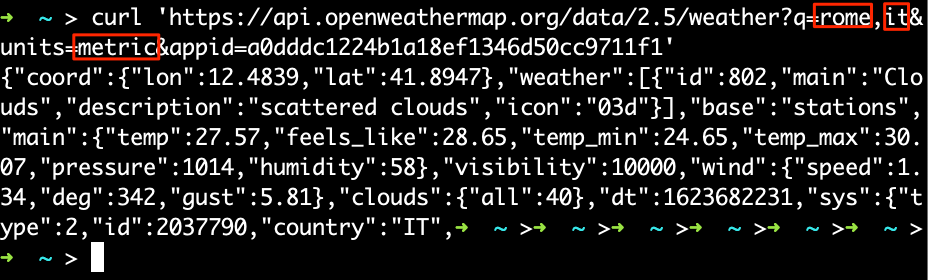 ➜ ~ > curl 'https://api.openweathermap.org/data/2.5/weather?q=rome,it&
units=metric&appid=a0dddc1224b1a18ef1346d50cc9711f1'
{"coord":{"lon":12.4839,"lat":41.8947},"weather":[{"id":802,"main":"Clo
uds","description":"scattered clouds","icon":"03d"}],"base":"stations",
"main":{"temp":27.57,"feels_like":28.65,"temp_min":24.65,"temp_max":30.
07,"pressure":1014,"humidity":58},"visibility":10000,"wind":{"speed":1.
34,"deg":342,"gust":5.81},"clouds":{"all":40},"dt":1623682231,"sys":{"t
ype":2,"id":2037790,"country":"IT",➜ ~ >➜ ~ >➜ ~ >➜ ~ >➜ ~ >
➜ ~ >